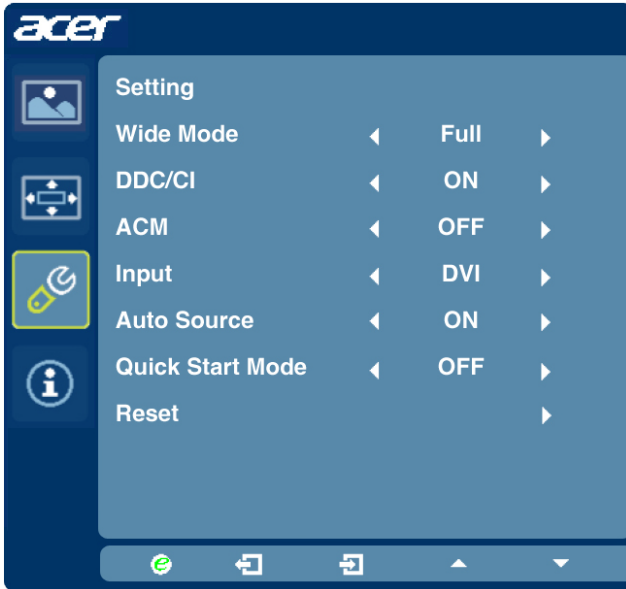 acer
Setting
Wide Mode Full
DDC/CI ON
ACM OFF
Input DVI
Auto Source ON
Quick Start Mode OFF
Reset
e